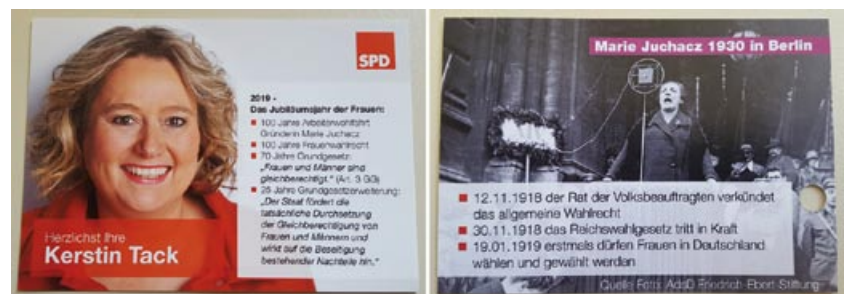 SPD
2019 -
Das Jubiläumsjahr der Frauen:
100 Jahre Arbeiterwohlfahrt
Gründerin Marie Juchacz
100 Jahre Frauenwahlrecht
70 Jahre Grundgesetz:
„Frauen und Männer sind
gleichberechtigt." (Art. 3 GG)
25 Jahre Grundgesetzerweiterung:
„Der Staat fördert die
tatsächliche Durchsetzung
der Gleichberechtigung von
Frauen und Männern und
wirkt auf die Beseitigung
bestehender Nachteile hin."
Herzlichst Ihre
Kerstin Tack
Marie Juchacz 1930 in Berlin
12.11.1918 der Rat der Volksbeauftragten verkündet
das allgemeine Wahlrecht
30.11.1918 das Reichswahlgesetz tritt in Kraft
19.01.1919 erstmals dürfen Frauen in Deutschland
wählen und gewählt werden
Quelle Foto: AdsD Friedrich-Ebert-Stiftung